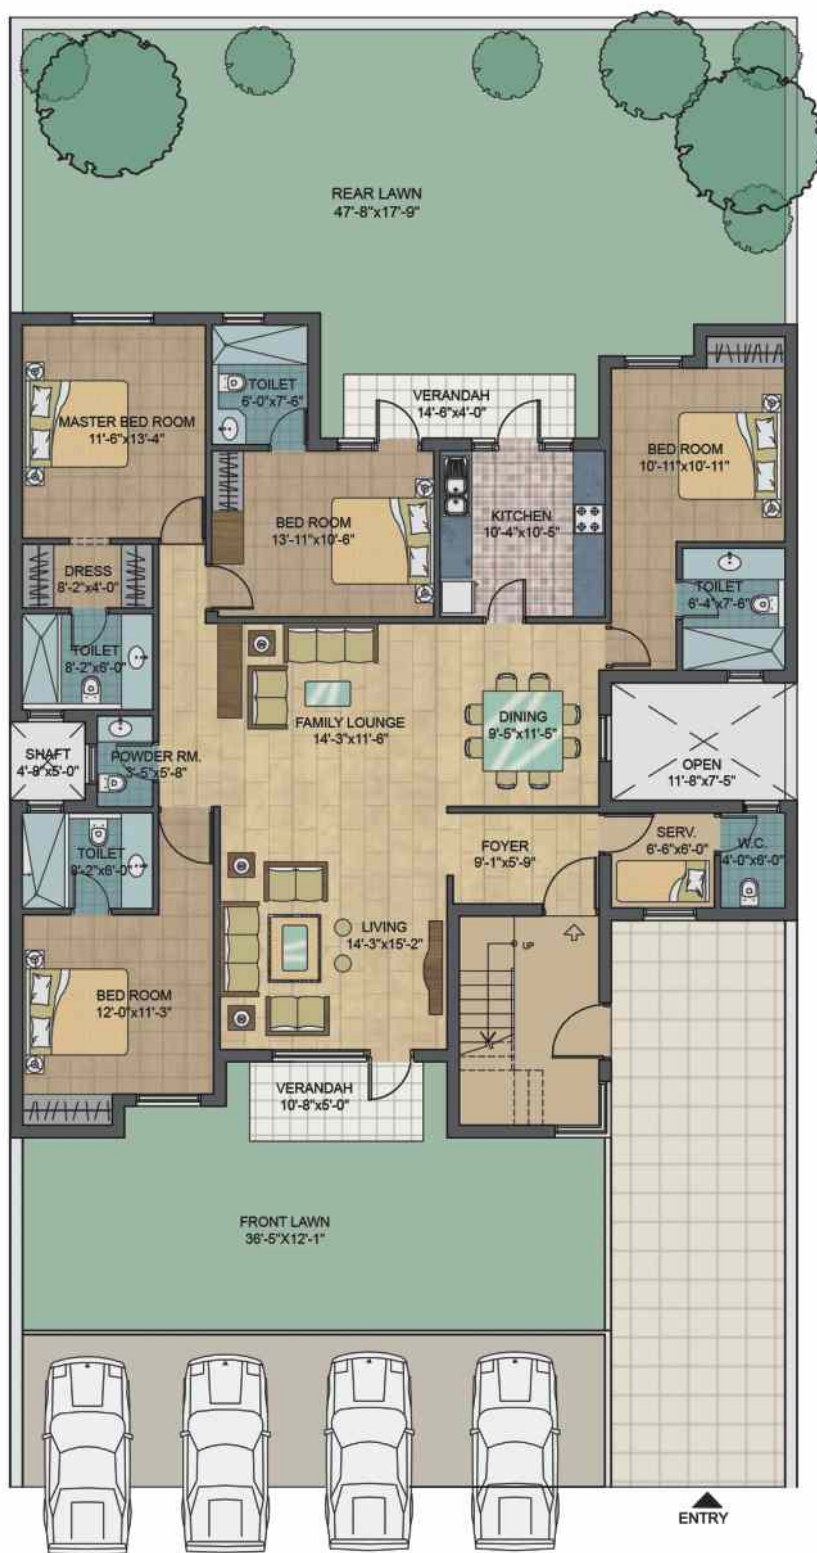 REAR LAWN
47'-8"x17'-9"
TOILET
6'-0"x7'-6"
VERANDAH
14'-6"x4'-0"
MASTER BED ROOM
11'-6"x13'-4"
BED ROOM
10'-11"x10'-11"
BED ROOM
13'-11"x10'-6"
KITCHEN
10'-4"x10'-5"
DRESS
8'-2"x4'-0"
TOILET
6'-4"x7'-6"
TOILET
8'-2"x6'-0"
FAMILY LOUNGE
14'-3"x11'-6"
DINING
9'-5"x11'-5"
SHAFT
4'-9"x5'-0"
POWDER RM.
3'-5"x5'-8"
OPEN
11'-8"x7'-5"
TOILET
8'-2"x6'-0"
FOYER
9'-1"x5'-9"
SERV.
6'-6"x6'-0"
W.C.
4'-0"x6'-0"
LIVING
14'-3"x15'-2"
UP
BED ROOM
12'-0"x11'-3"
VERANDAH
10'-8"x5'-0"
FRONT LAWN
36'-5"X12'-1"
ENTRY